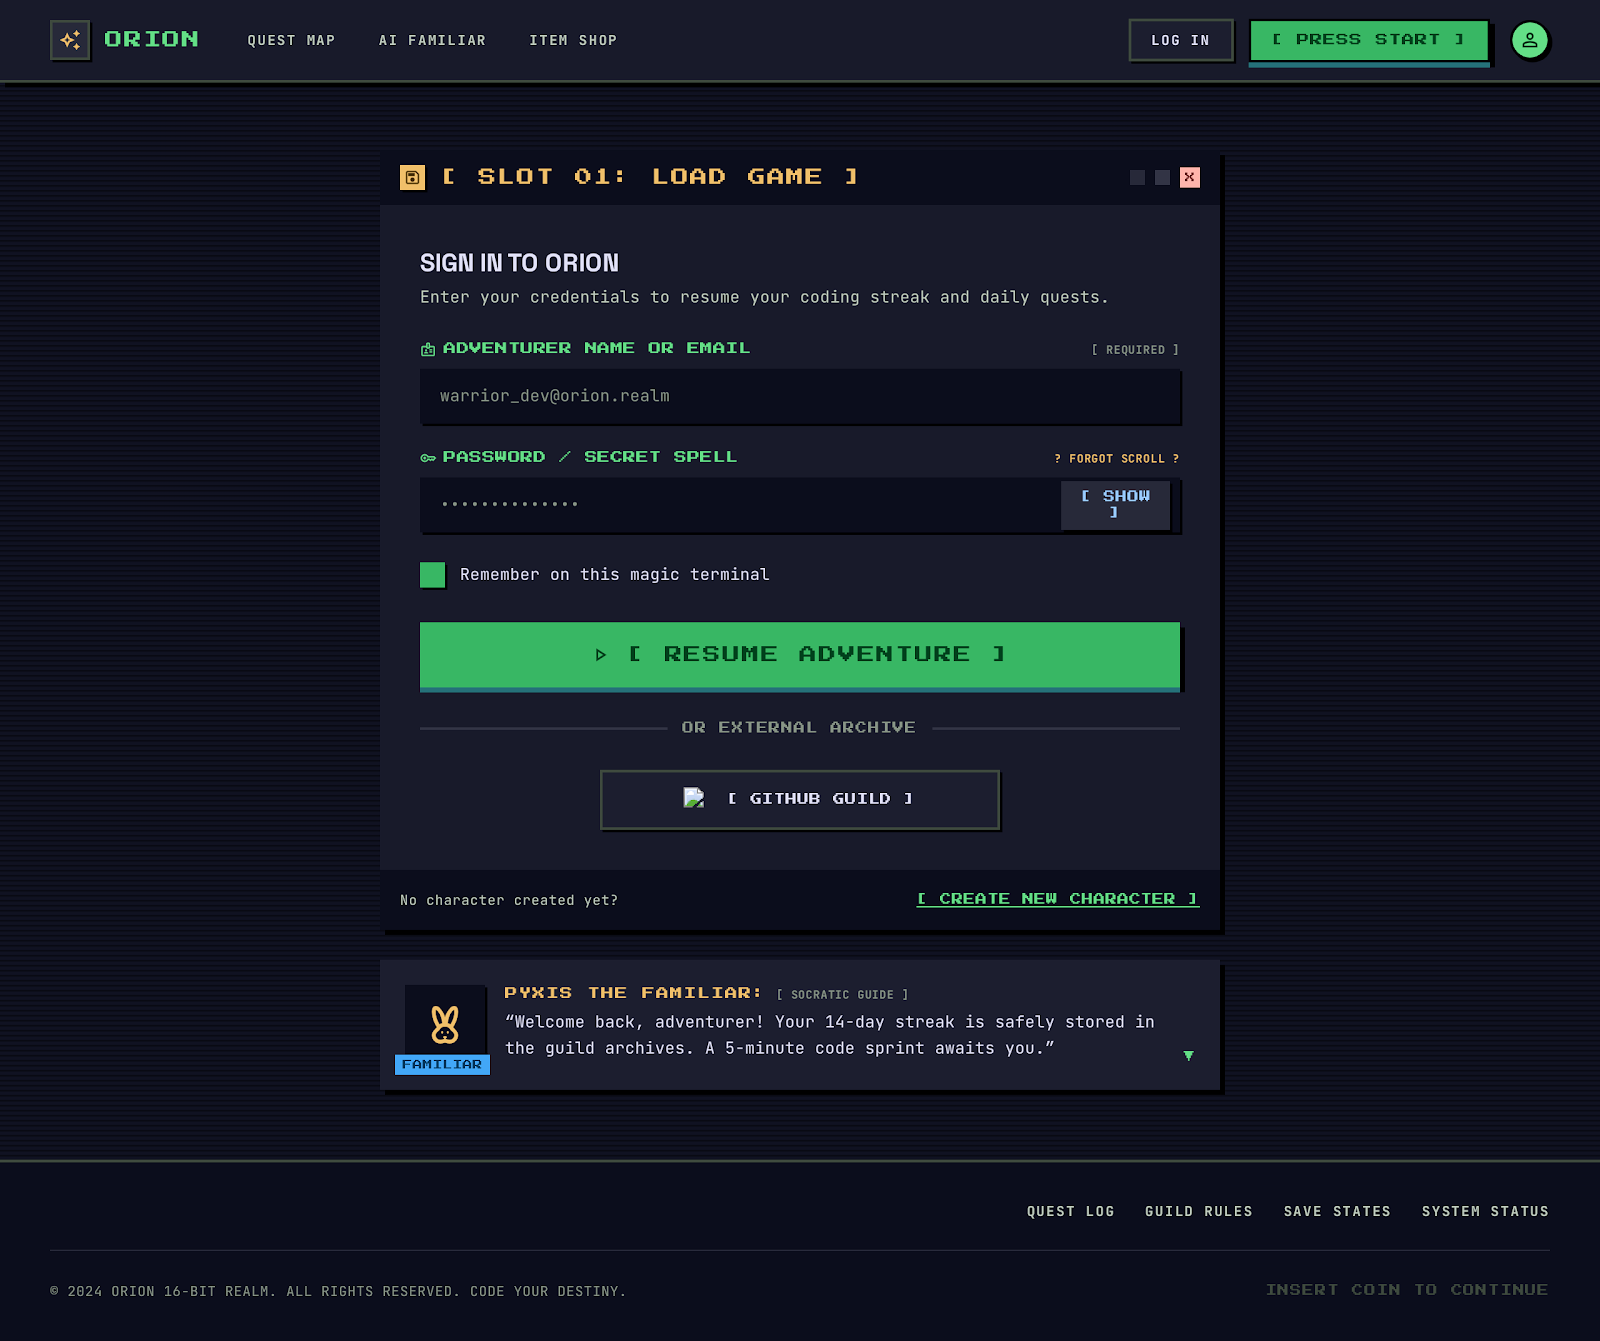 ORION
QUEST MAP
AI FAMILIAR
ITEM SHOP
LOG IN
[ PRESS START ]
[ SLOT 01: LOAD GAME ]
X
SIGN IN TO ORION
Enter your credentials to resume your coding streak and daily quests.
ADVENTURER NAME OR EMAIL
[ REQUIRED ]
warrior_dev@orion.realm
PASSWORD / SECRET SPELL
? FORGOT SCROLL ?
••••••••••••••
[ SHOW
]
Remember on this magic terminal
[ RESUME ADVENTURE ]
OR EXTERNAL ARCHIVE
[ GITHUB GUILD ]
No character created yet?
[ CREATE NEW CHARACTER ]
FAMILIAR
PYXIS THE FAMILIAR: [ SOCRATIC GUIDE ]
“Welcome back, adventurer! Your 14-day streak is safely stored in
the guild archives. A 5-minute code sprint awaits you.”
▼
QUEST LOG
GUILD RULES
SAVE STATES
SYSTEM STATUS
© 2024 ORION 16-BIT REALM. ALL RIGHTS RESERVED. CODE YOUR DESTINY.
INSERT COIN TO CONTINUE